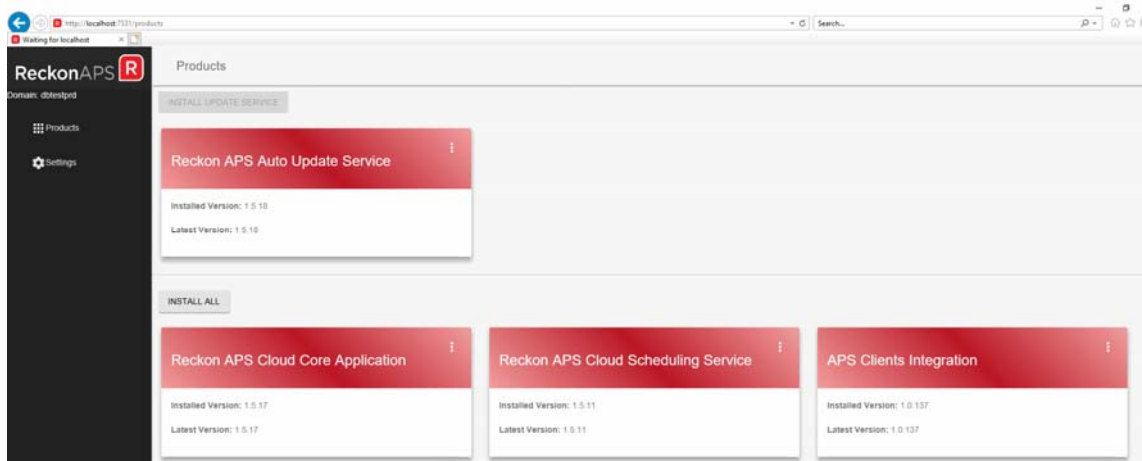 http://localhost:7331/products
Search...
Waiting for localhost
ReckonAPS R
Products
Domain: dbtestprd
INSTALL UPDATE SERVICE
Products
Reckon APS Auto Update Service
Settings
Installed Version: 1.5.18
Latest Version: 1.5.18
INSTALL ALL
Reckon APS Cloud Core Application
Reckon APS Cloud Scheduling Service
APS Clients Integration
Installed Version: 1.5.17
Installed Version: 1.5.11
Installed Version: 1.0.137
Latest Version: 1.5.17
Latest Version: 1.5.11
Latest Version: 1.0.137